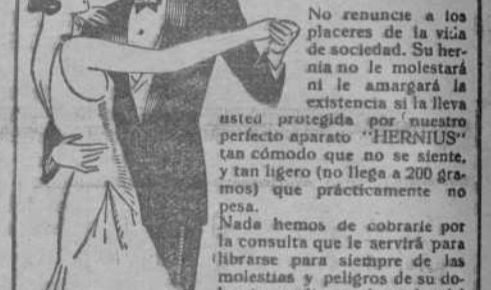 No renuncie a los
placeres de la vida
de sociedad. Su her-
nia no le molestará
ni le amargará la
existencia si la lleva
usted protegida por nuestro
perfecto aparato "HERNIUS"
tan cómodo que no se siente,
y tan ligero (no llega a 200 gra-
mos) que prácticamente no
pesa.
Nada hemos de cobrarle por
la consulta que le servirá para
librarse para siempre de las
molestias y peligros de su do-